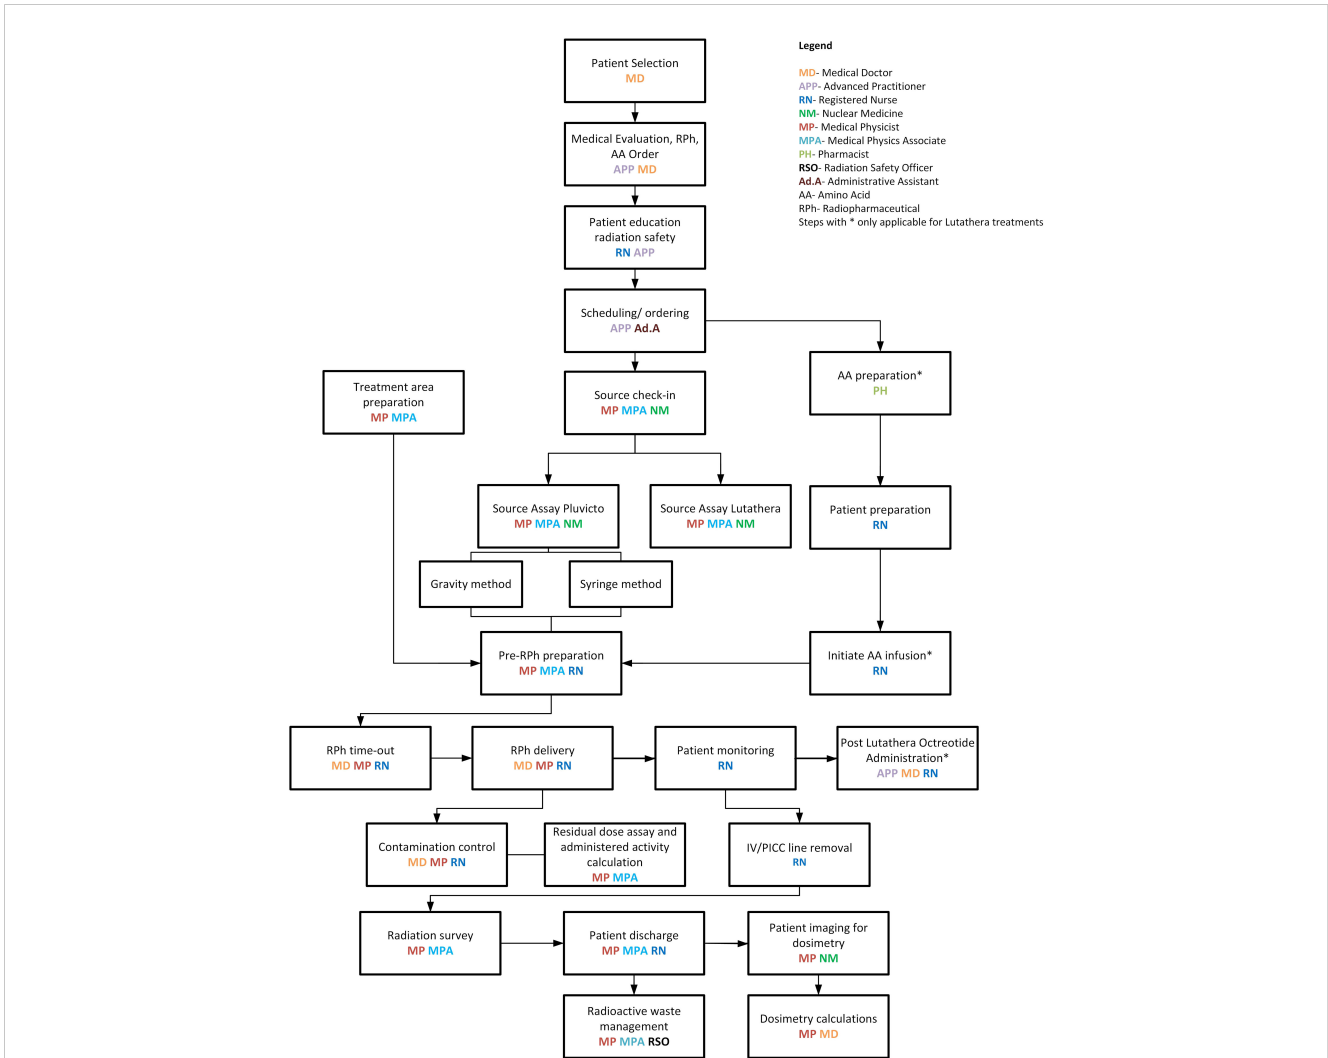 Patient Selection
MD
Legend
MD- Medical Doctor
APP- Advanced Practitioner
RN- Registered Nurse
NM- Nuclear Medicine
MP- Medical Physicist
MPA- Medical Physics Associate
PH- Pharmacist
RSO- Radiation Safety Officer
Ad.A- Administrative Assistant
AA- Amino Acid
RPh- Radiopharmaceutical
Steps with * only applicable for Lutathera treatments
Medical Evaluation, RPh,
AA Order
APP MD
Patient education
radiation safety
RN APP
Scheduling/ ordering
APP Ad.A
AA preparation*
PH
Treatment area
preparation
MP MPA
Source check-in
MP MPA NM
Source Assay Pluvicto
MP MPA NM
Source Assay Lutathera
MP MPA NM
Patient preparation
RN
Gravity method
Syringe method
Pre-RPh preparation
MP MPA RN
Initiate AA infusion*
RN
RPh time-out
MD MP RN
RPh delivery
MD MP RN
Patient monitoring
RN
Post Lutathera Octreotide
Administration*
APP MD RN
Contamination control
MD MP RN
Residual dose assay and
administered activity
calculation
MP MPA
IV/PICC line removal
RN
Radiation survey
MP MPA
Patient discharge
MP MPA RN
Patient imaging for
dosimetry
MP NM
Radioactive waste
management
MP MPA RSO
Dosimetry calculations
MP MD